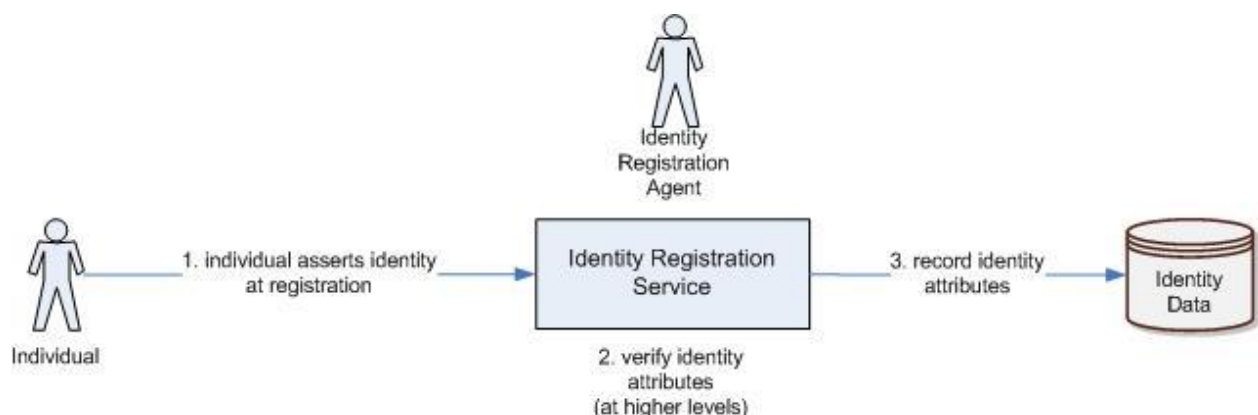 Identity
Registration
Agent
1. individual asserts identity
at registration
Identity Registration
Service
3. record identity
attributes
Identity
Data
Individual
2. verify identity
attributes
(at higher levels)